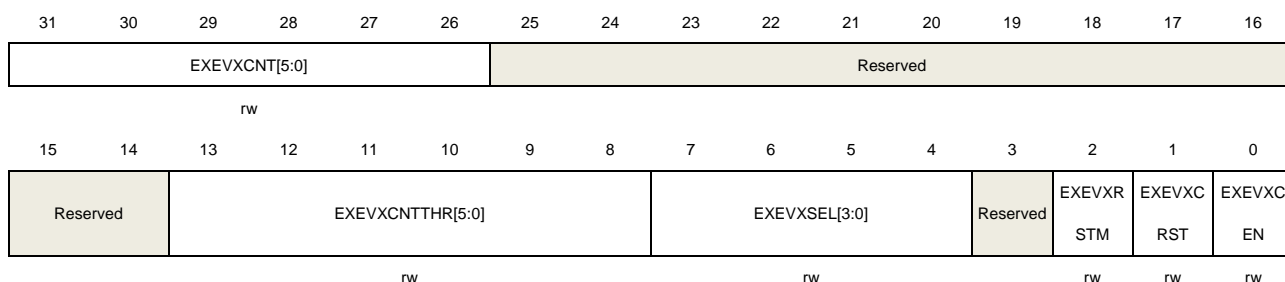 31 30 29 28 27 26 25 24 23 22 21 20 19 18 17 16
EXEVXCNT[5:0] Reserved
rw
15 14 13 12 11 10 9 8 7 6 5 4 3 2 1 0
Reserved EXEVXCNTTHR[5:0] EXEVXSEL[3:0] Reserved EXEVXR EXEVXC EXEVXC
STM RST EN
rw rw rw rw rw